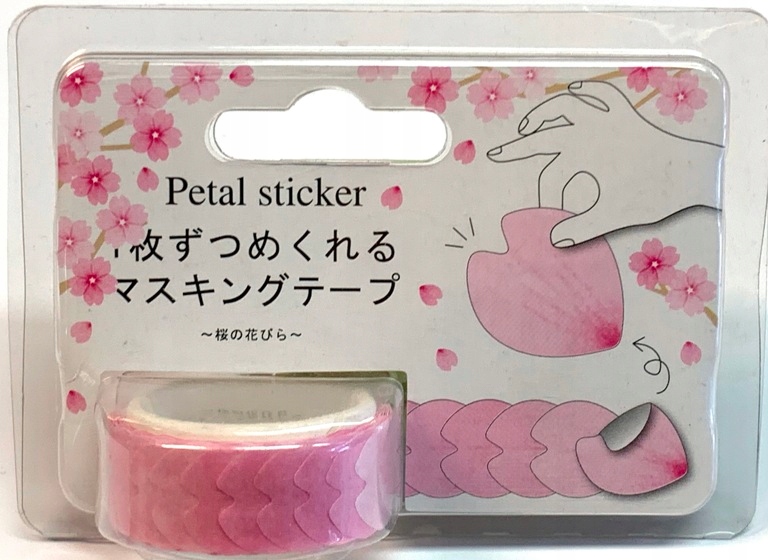 Petal sticker
1枚ずつめくれる
マスキングテープ
〜桜の花びら〜